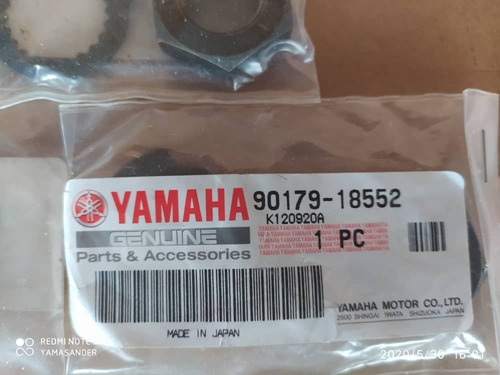 YAMAHA
GENUINE
Parts & Accessories
MADE IN JAPAN
90179-18552
K120920A
1 PC
YAMAHA MOTOR CO., LTD.
2500 SHINGAI IWATA SHIZUOKA JAPAN
REDMI NOTE
YAMASANDER
2020/5/30 16:01